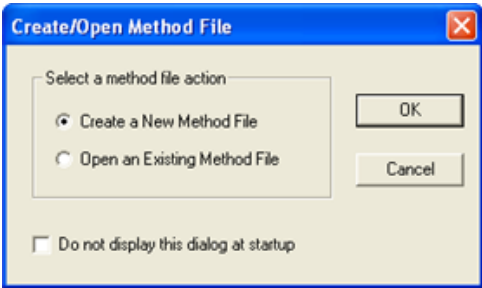 Create/Open Method File
Select a method file action
Create a New Method File
OK
Open an Existing Method File
Cancel
Do not display this dialog at startup